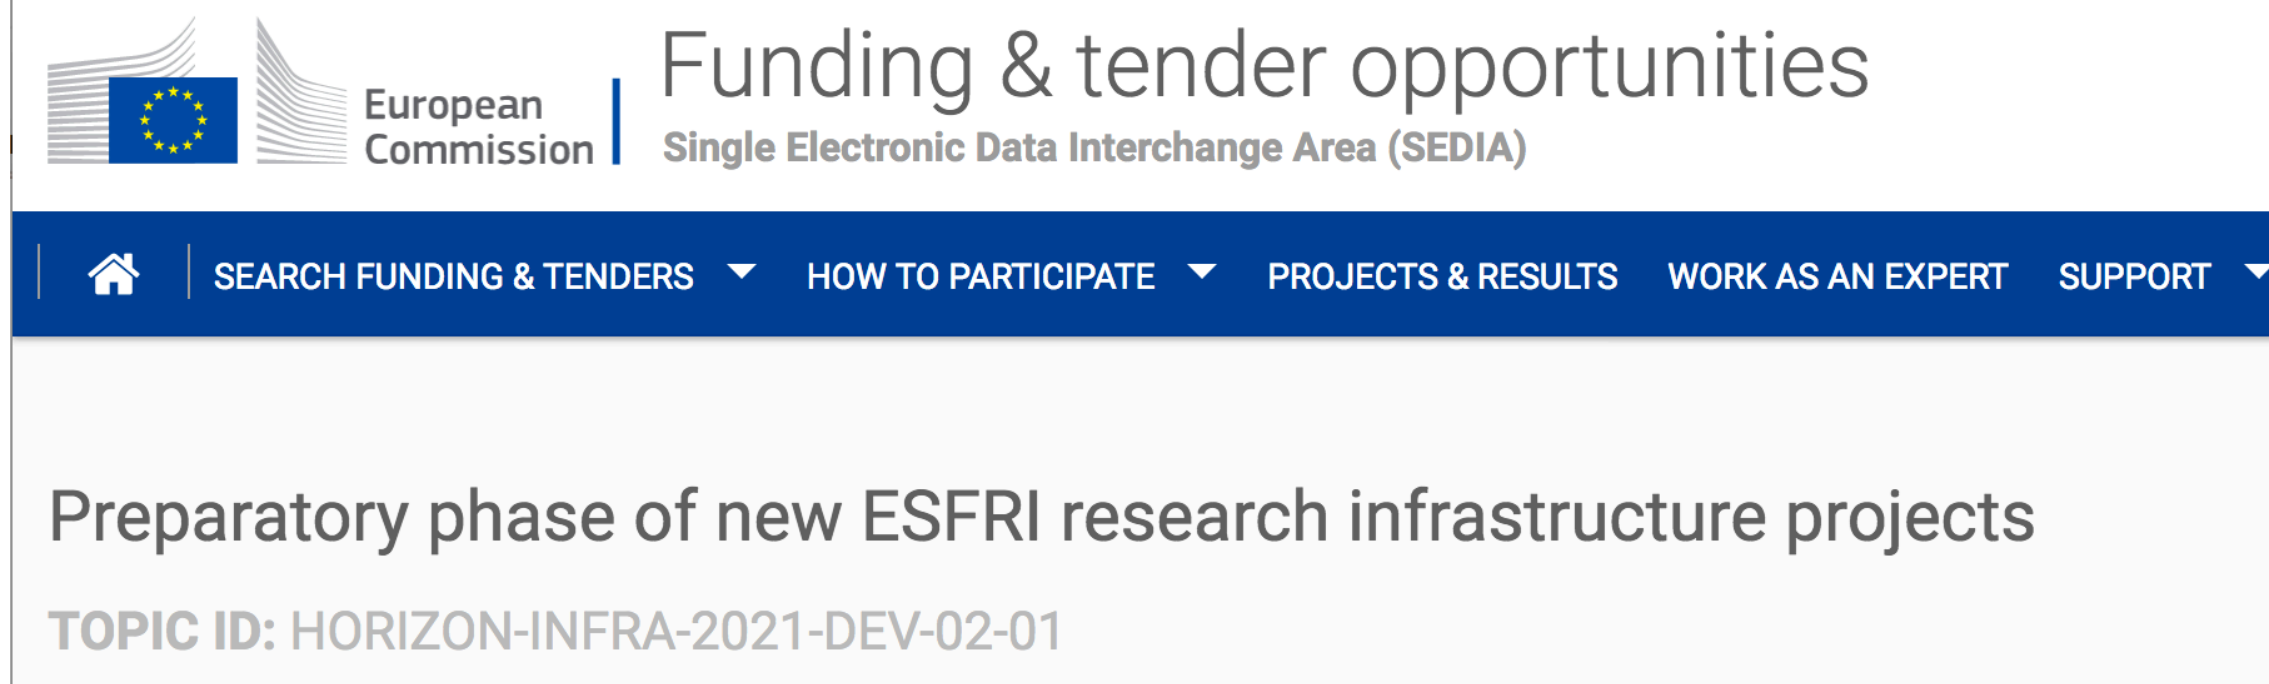 Funding & tender opportunities
European
Commission
Single Electronic Data Interchange Area (SEDIA)
SEARCH FUNDING & TENDERS HOW TO PARTICIPATE PROJECTS & RESULTS WORK AS AN EXPERT SUPPORT
Preparatory phase of new ESFRI research infrastructure projects
TOPIC ID: HORIZON-INFRA-2021-DEV-02-01